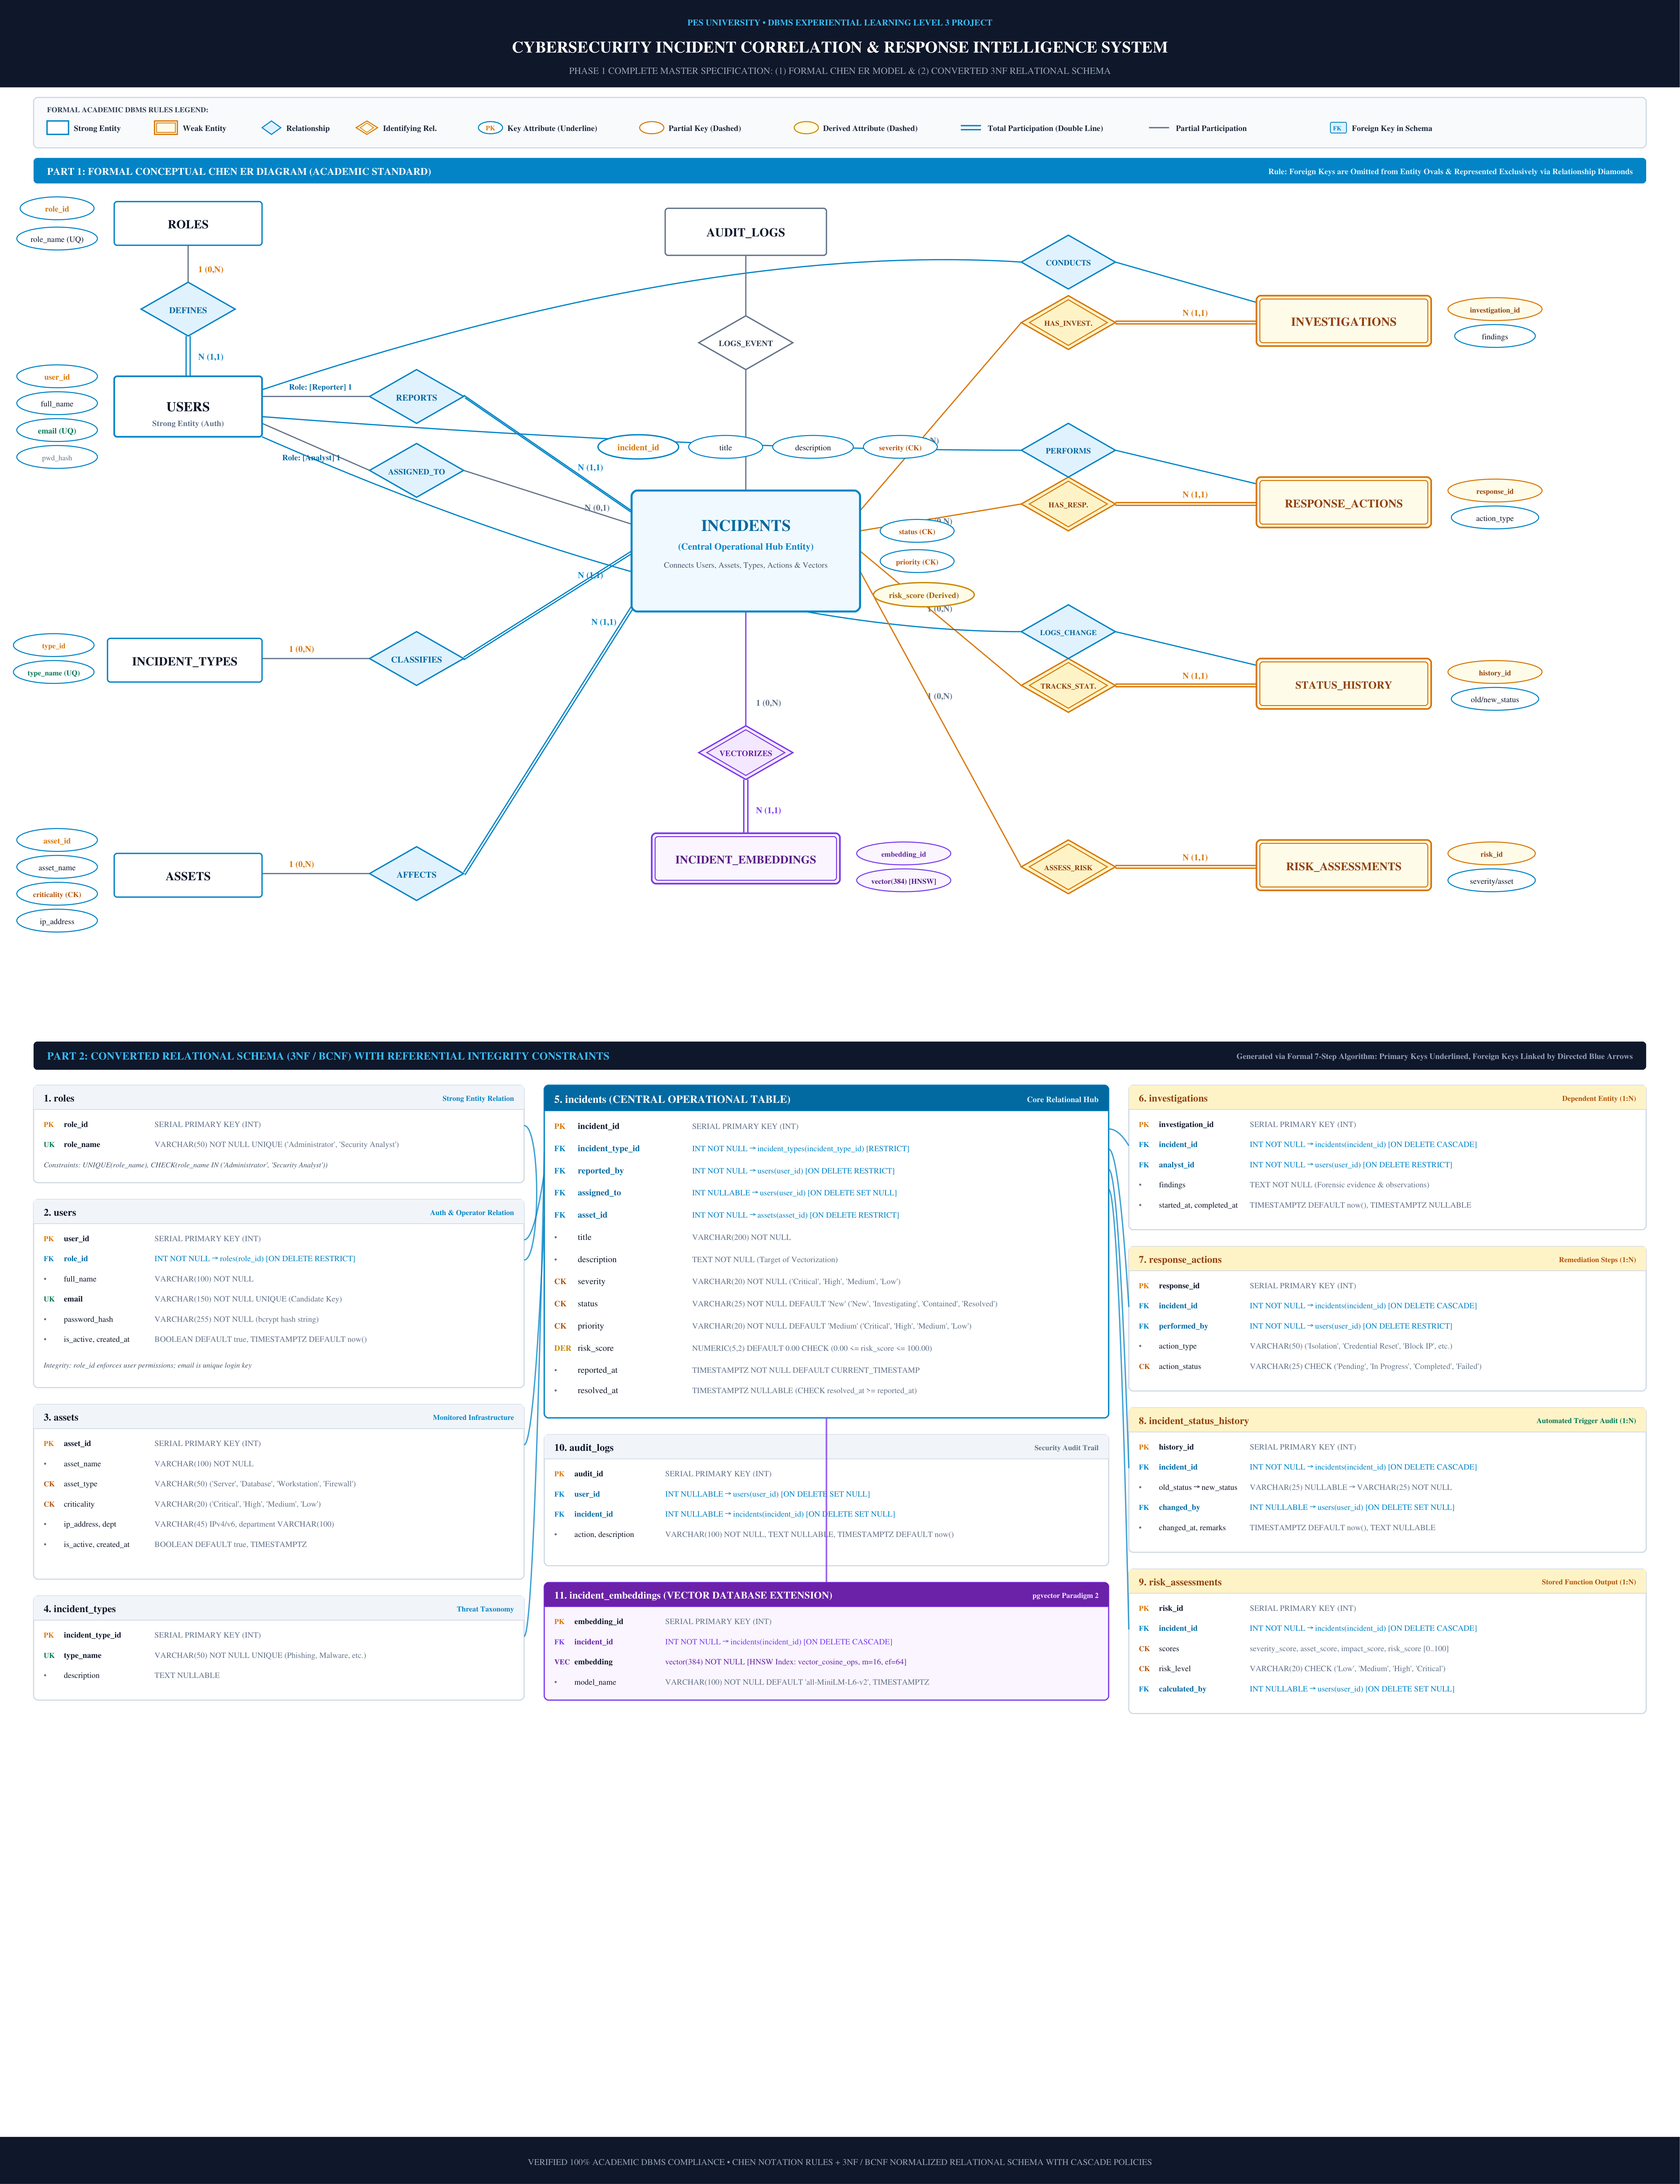 PES UNIVERSITY • DBMS EXPERIENTIAL LEARNING LEVEL 3 PROJECT
CYBERSECURITY INCIDENT CORRELATION & RESPONSE INTELLIGENCE SYSTEM
PHASE 1 COMPLETE MASTER SPECIFICATION: (1) FORMAL CHEN ER MODEL & (2) CONVERTED 3NF RELATIONAL SCHEMA
FORMAL ACADEMIC DBMS RULES LEGEND:
Strong Entity
Weak Entity
Relationship
Identifying Rel.
PK
Key Attribute (Underline)
Partial Key (Dashed)
Derived Attribute (Dashed)
Total Participation (Double Line)
Partial Participation
FK
Foreign Key in Schema
PART 1: FORMAL CONCEPTUAL CHEN ER DIAGRAM (ACADEMIC STANDARD)
Rule: Foreign Keys are Omitted from Entity Ovals & Represented Exclusively via Relationship Diamonds
role_id
role_name (UQ)
ROLES
1 (0,N)
DEFINES
N (1,1)
user_id
full_name
email (UQ)
pwd_hash
USERS
Strong Entity (Auth)
Role: [Reporter] 1
REPORTS
N (1,1)
Role: [Analyst] 1
ASSIGNED_TO
N (0,1)
AUDIT_LOGS
LOGS_EVENT
incident_id
title
description
severity (CK)
INCIDENTS
(Central Operational Hub Entity)
Connects Users, Assets, Types, Actions & Vectors
status (CK)
priority (CK)
risk_score (Derived)
CONDUCTS
HAS_INVEST.
N (1,1)
INVESTIGATIONS
investigation_id
findings
PERFORMS
HAS_RESP.
N (1,1)
RESPONSE_ACTIONS
response_id
action_type
type_id
type_name (UQ)
INCIDENT_TYPES
1 (0,N)
CLASSIFIES
N (1,1)
N (1,1)
1 (0,N)
LOGS_CHANGE
TRACKS_STAT.
N (1,1)
STATUS_HISTORY
history_id
old/new_status
1 (0,N)
1 (0,N)
VECTORIZES
N (1,1)
INCIDENT_EMBEDDINGS
embedding_id
vector(384) [HNSW]
asset_id
asset_name
criticality (CK)
ip_address
ASSETS
1 (0,N)
AFFECTS
ASSESS_RISK
N (1,1)
RISK_ASSESSMENTS
risk_id
severity/asset
PART 2: CONVERTED RELATIONAL SCHEMA (3NF / BCNF) WITH REFERENTIAL INTEGRITY CONSTRAINTS
Generated via Formal 7-Step Algorithm: Primary Keys Underlined, Foreign Keys Linked by Directed Blue Arrows
1. roles Strong Entity Relation
PK role_id SERIAL PRIMARY KEY (INT)
UK role_name VARCHAR(50) NOT NULL UNIQUE ('Administrator', 'Security Analyst')
Constraints: UNIQUE(role_name), CHECK(role_name IN ('Administrator', 'Security Analyst'))
2. users Auth & Operator Relation
PK user_id SERIAL PRIMARY KEY (INT)
FK role_id INT NOT NULL → roles(role_id) [ON DELETE RESTRICT]
• full_name VARCHAR(100) NOT NULL
UK email VARCHAR(150) NOT NULL UNIQUE (Candidate Key)
• password_hash VARCHAR(255) NOT NULL (bcrypt hash string)
• is_active, created_at BOOLEAN DEFAULT true, TIMESTAMPTZ DEFAULT now()
Integrity: role_id enforces user permissions; email is unique login key
3. assets Monitored Infrastructure
PK asset_id SERIAL PRIMARY KEY (INT)
• asset_name VARCHAR(100) NOT NULL
CK asset_type VARCHAR(50) ('Server', 'Database', 'Workstation', 'Firewall')
CK criticality VARCHAR(20) ('Critical', 'High', 'Medium', 'Low')
• ip_address, dept VARCHAR(45) IPv4/v6, department VARCHAR(100)
• is_active, created_at BOOLEAN DEFAULT true, TIMESTAMPTZ
4. incident_types Threat Taxonomy
PK incident_type_id SERIAL PRIMARY KEY (INT)
UK type_name VARCHAR(50) NOT NULL UNIQUE (Phishing, Malware, etc.)
• description TEXT NULLABLE
5. incidents (CENTRAL OPERATIONAL TABLE) Core Relational Hub
PK incident_id SERIAL PRIMARY KEY (INT)
FK incident_type_id INT NOT NULL → incident_types(incident_type_id) [RESTRICT]
FK reported_by INT NOT NULL → users(user_id) [ON DELETE RESTRICT]
FK assigned_to INT NULLABLE → users(user_id) [ON DELETE SET NULL]
FK asset_id INT NOT NULL → assets(asset_id) [ON DELETE RESTRICT]
• title VARCHAR(200) NOT NULL
• description TEXT NOT NULL (Target of Vectorization)
CK severity VARCHAR(20) NOT NULL ('Critical', 'High', 'Medium', 'Low')
CK status VARCHAR(25) NOT NULL DEFAULT 'New' ('New', 'Investigating', 'Contained', 'Resolved')
CK priority VARCHAR(20) NOT NULL DEFAULT 'Medium' ('Critical', 'High', 'Medium', 'Low')
DER risk_score NUMERIC(5,2) DEFAULT 0.00 CHECK (0.00 <= risk_score <= 100.00)
• reported_at TIMESTAMPTZ NOT NULL DEFAULT CURRENT_TIMESTAMP
• resolved_at TIMESTAMPTZ NULLABLE (CHECK resolved_at >= reported_at)
10. audit_logs Security Audit Trail
PK audit_id SERIAL PRIMARY KEY (INT)
FK user_id INT NULLABLE → users(user_id) [ON DELETE SET NULL]
FK incident_id INT NULLABLE → incidents(incident_id) [ON DELETE SET NULL]
• action, description VARCHAR(100) NOT NULL, TEXT NULLABLE, TIMESTAMPTZ DEFAULT now()
11. incident_embeddings (VECTOR DATABASE EXTENSION) pgvector Paradigm 2
PK embedding_id SERIAL PRIMARY KEY (INT)
FK incident_id INT NOT NULL → incidents(incident_id) [ON DELETE CASCADE]
VEC embedding vector(384) NOT NULL [HNSW Index: vector_cosine_ops, m=16, ef=64]
• model_name VARCHAR(100) NOT NULL DEFAULT 'all-MiniLM-L6-v2', TIMESTAMPTZ
6. investigations Dependent Entity (1:N)
PK investigation_id SERIAL PRIMARY KEY (INT)
FK incident_id INT NOT NULL → incidents(incident_id) [ON DELETE CASCADE]
FK analyst_id INT NOT NULL → users(user_id) [ON DELETE RESTRICT]
• findings TEXT NOT NULL (Forensic evidence & observations)
• started_at, completed_at TIMESTAMPTZ DEFAULT now(), TIMESTAMPTZ NULLABLE
7. response_actions Remediation Steps (1:N)
PK response_id SERIAL PRIMARY KEY (INT)
FK incident_id INT NOT NULL → incidents(incident_id) [ON DELETE CASCADE]
FK performed_by INT NOT NULL → users(user_id) [ON DELETE RESTRICT]
• action_type VARCHAR(50) ('Isolation', 'Credential Reset', 'Block IP', etc.)
CK action_status VARCHAR(25) CHECK ('Pending', 'In Progress', 'Completed', 'Failed')
8. incident_status_history Automated Trigger Audit (1:N)
PK history_id SERIAL PRIMARY KEY (INT)
FK incident_id INT NOT NULL → incidents(incident_id) [ON DELETE CASCADE]
• old_status → new_status VARCHAR(25) NULLABLE → VARCHAR(25) NOT NULL
FK changed_by INT NULLABLE → users(user_id) [ON DELETE SET NULL]
• changed_at, remarks TIMESTAMPTZ DEFAULT now(), TEXT NULLABLE
9. risk_assessments Stored Function Output (1:N)
PK risk_id SERIAL PRIMARY KEY (INT)
FK incident_id INT NOT NULL → incidents(incident_id) [ON DELETE CASCADE]
CK scores severity_score, asset_score, impact_score, risk_score [0..100]
CK risk_level VARCHAR(20) CHECK ('Low', 'Medium', 'High', 'Critical')
FK calculated_by INT NULLABLE → users(user_id) [ON DELETE SET NULL]
VERIFIED 100% ACADEMIC DBMS COMPLIANCE • CHEN NOTATION RULES + 3NF / BCNF NORMALIZED RELATIONAL SCHEMA WITH CASCADE POLICIES